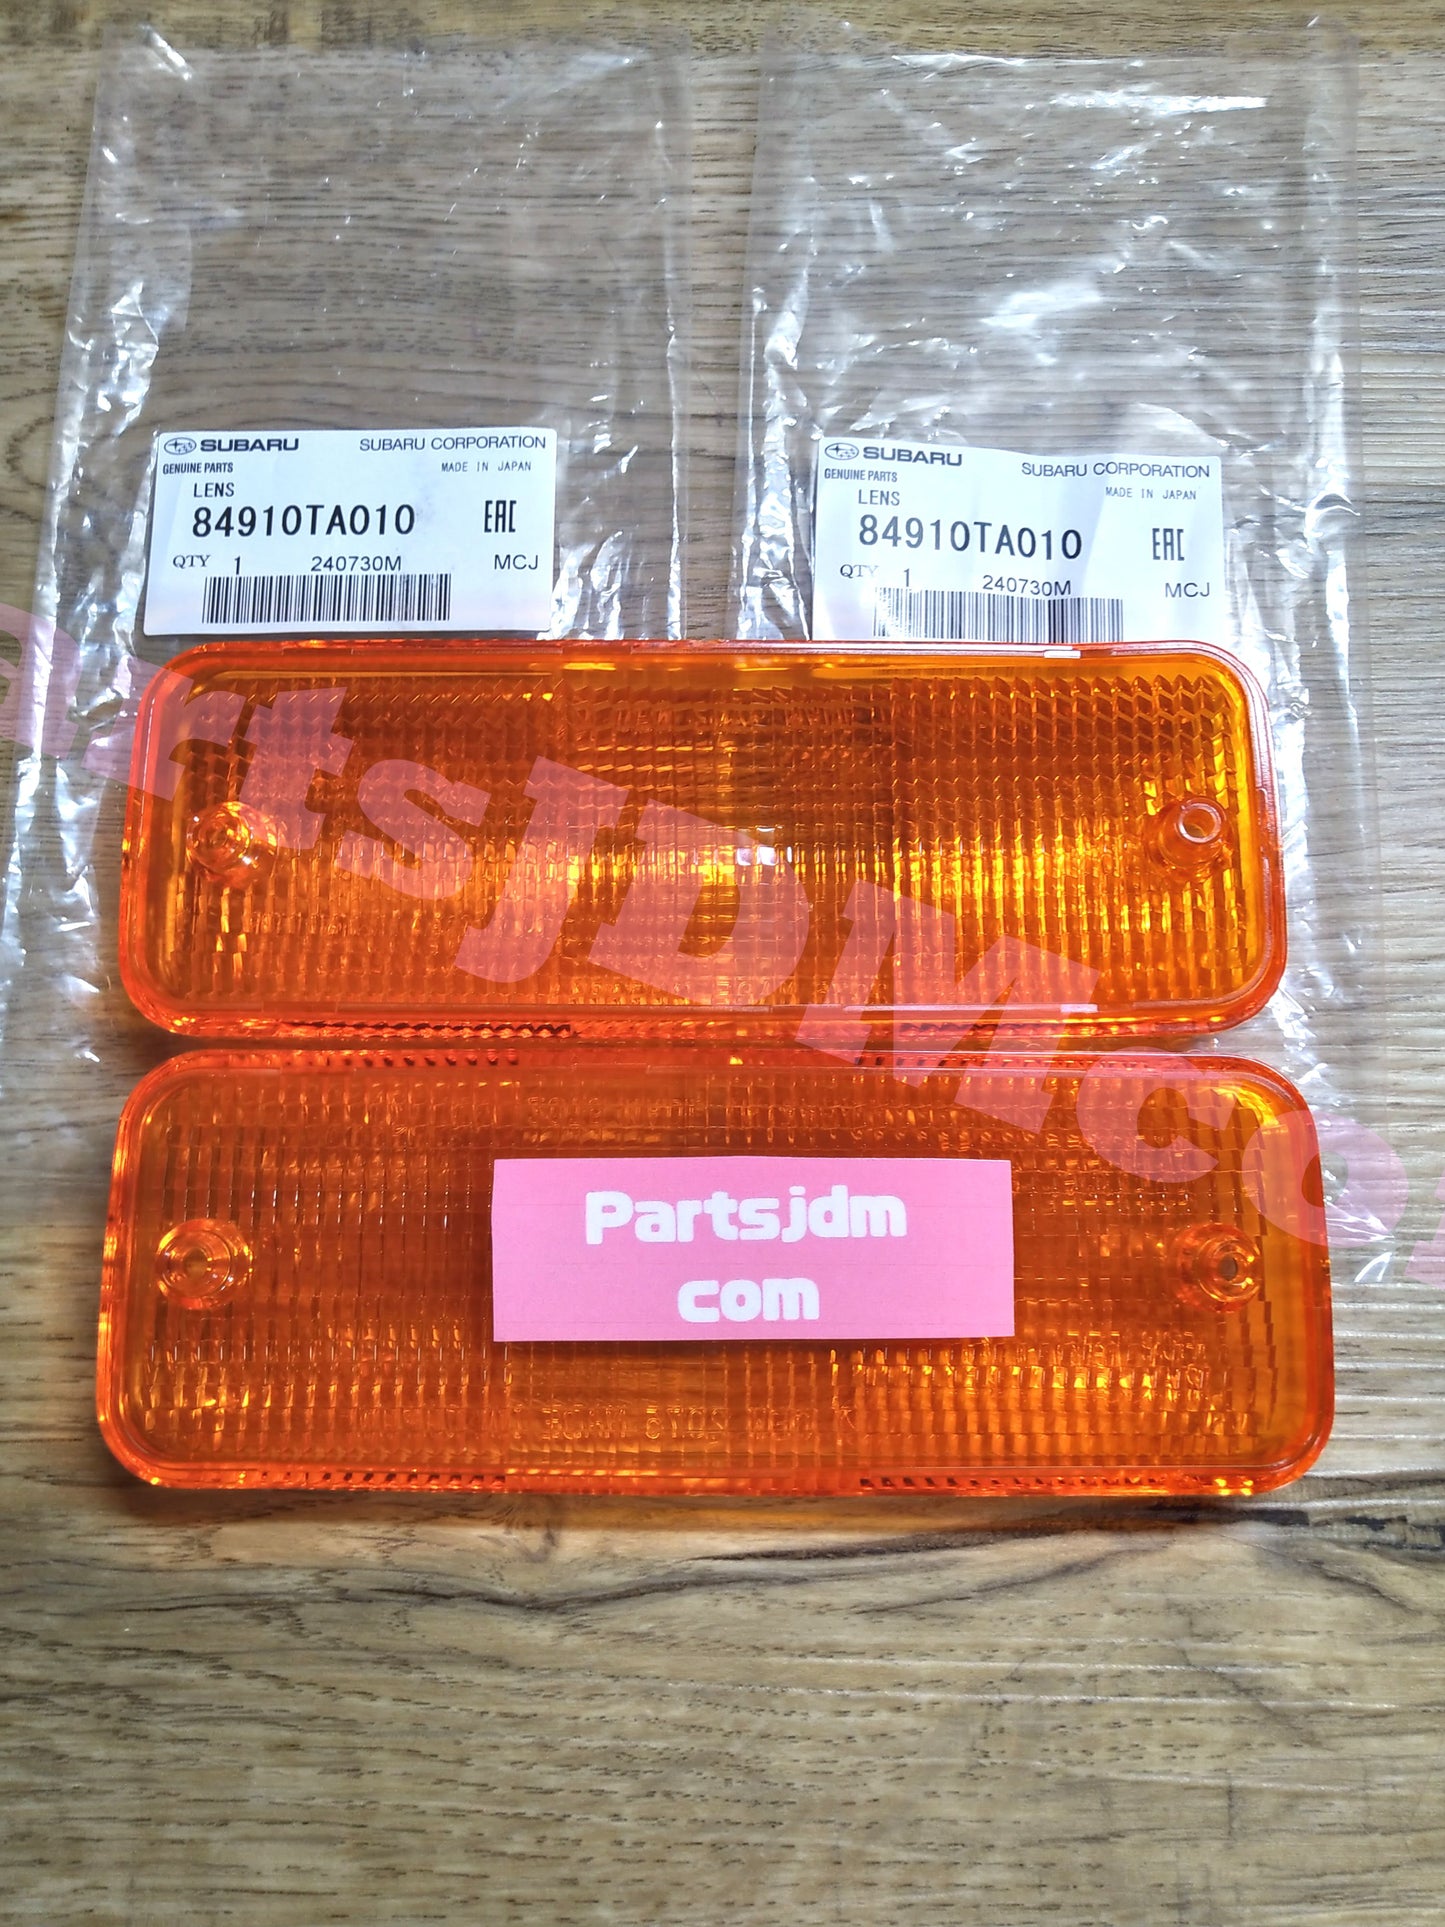 SUBARU SUBARU CORPORATION
GENUINE PARTS MADE IN JAPAN
LENS
84910TA010 EAC
QTY 1 240730M MCJ
SUBARU SUBARU CORPORATION
GENUINE PARTS MADE IN JAPAN
LENS
84910TA010 EAC
QTY 1 240730M MCJ
PartsJDMcom
Partsjdm
com